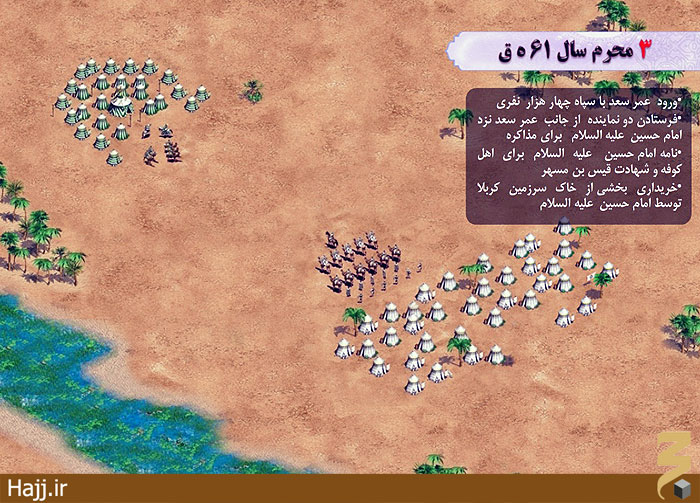 ۳ محرم سال ۶۱ ه ق
•ورود عمر سعد با سپاه چهار هزار نفری
•فرستادن دو نماینده از جانب عمر سعد نزد
امام حسین علیه السلام برای مذاکره
•نامه امام حسین علیه السلام برای اهل
کوفه و شهادت قیس بن مسهر
•خریداری بخشی از خاک سرزمین کربلا
توسط امام حسین علیه السلام
Hajj.ir